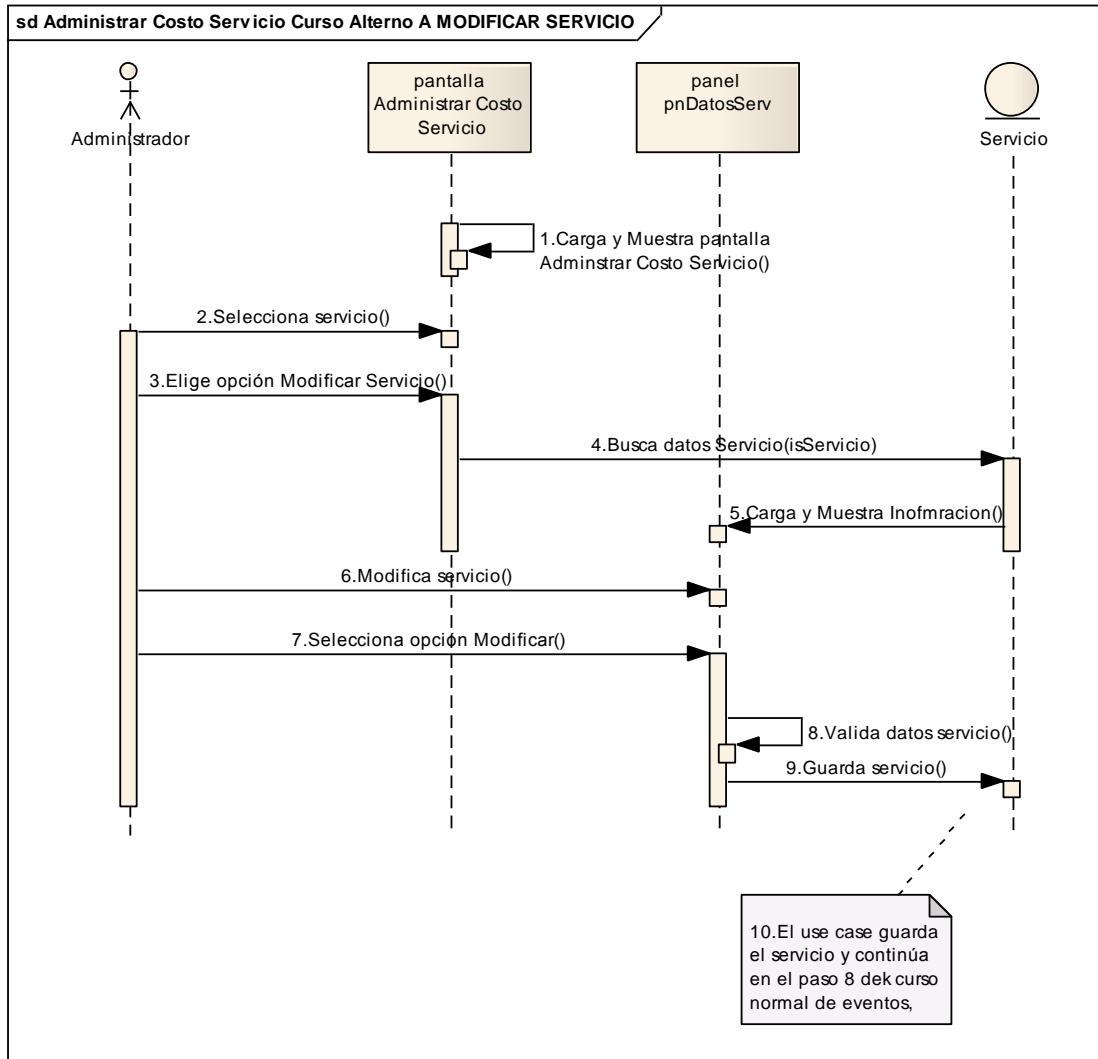 sd Administrar Costo Servicio Curso Alterno A MODIFICAR SERVICIO
Administrador
pantalla
Administrar Costo
Servicio
panel
pnDatosServ
Servicio
1.Carga y Muestra pantalla
Adminstrar Costo Servicio()
2.Selecciona servicio()
3.Elige opción Modificar Servicio()
4.Busca datos Servicio(isServicio)
5.Carga y Muestra Inofmracion()
6.Modifica servicio()
7.Selecciona opción Modificar()
8.Valida datos servicio()
9.Guarda servicio()
10.El use case guarda
el servicio y continúa
en el paso 8 dek curso
normal de eventos,